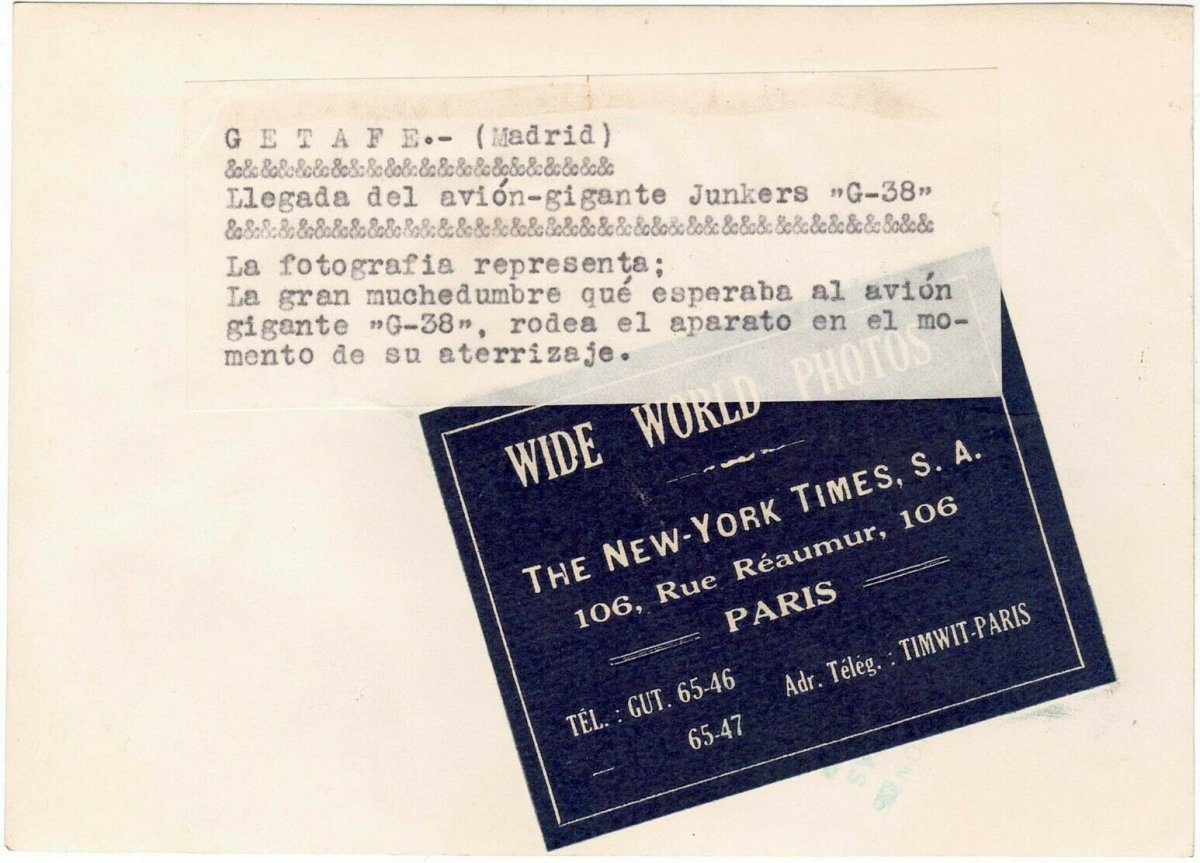 G E T A F E.- (Madrid)
&&&&&&&&&&&&&&&&&&&&&&
Llegada del avión-gigante Junkers "G-38"
&&&&&&&&&&&&&&&&&&&&&&&&&&&&&&&&&&&&&&&&
La fotografia representa;
La gran muchedumbre qué esperaba al avión
gigante "G-38", rodea el aparato en el mo-
mento de su aterrizaje.
WIDE WORLD PHOTOS
THE NEW-YORK TIMES, S. A.
106, Rue Réaumur, 106
PARIS
TÉL. : GUT. 65-46
65-47
Adr. Télég. : TIMWIT-PARIS